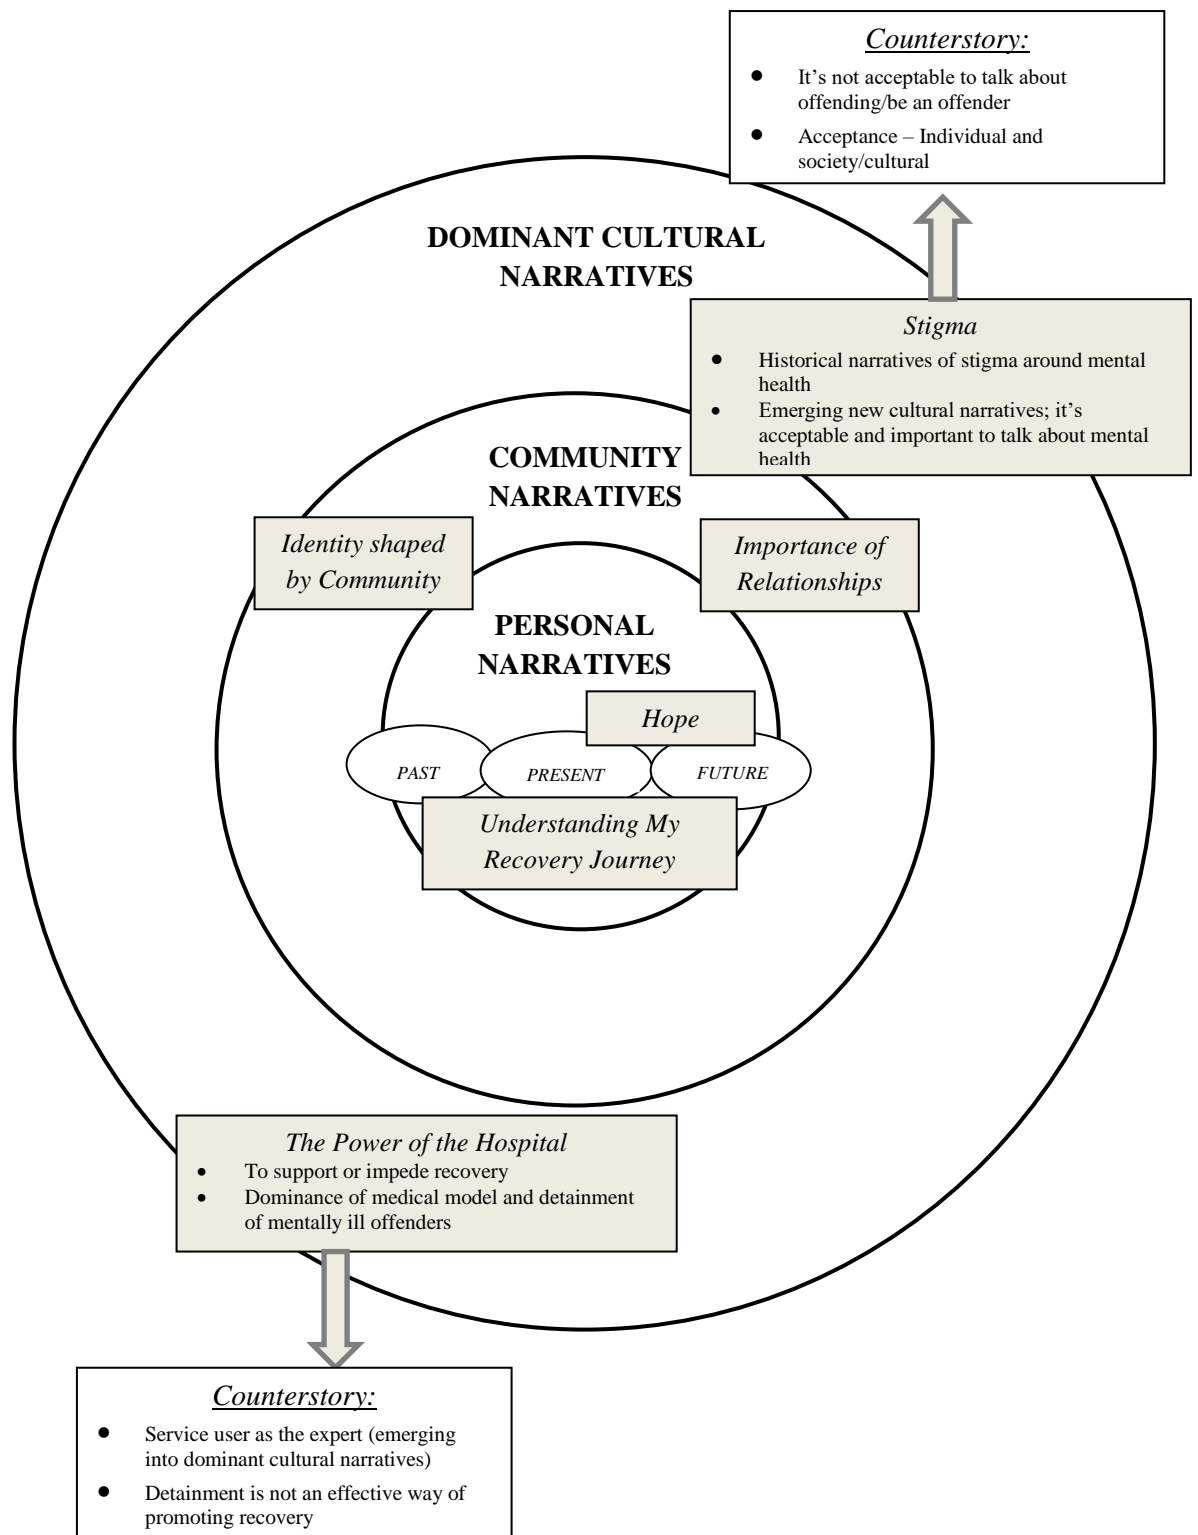 Counterstory:
● It’s not acceptable to talk about
offending/be an offender
● Acceptance – Individual and
society/cultural
DOMINANT CULTURAL
NARRATIVES
Stigma
● Historical narratives of stigma around mental
health
● Emerging new cultural narratives; it’s
acceptable and important to talk about mental
health
COMMUNITY
NARRATIVES
Identity shaped
by Community
Importance of
Relationships
PERSONAL
NARRATIVES
Hope
PAST
PRESENT
FUTURE
Understanding My
Recovery Journey
The Power of the Hospital
● To support or impede recovery
● Dominance of medical model and detainment
of mentally ill offenders
Counterstory:
● Service user as the expert (emerging
into dominant cultural narratives)
● Detainment is not an effective way of
promoting recovery